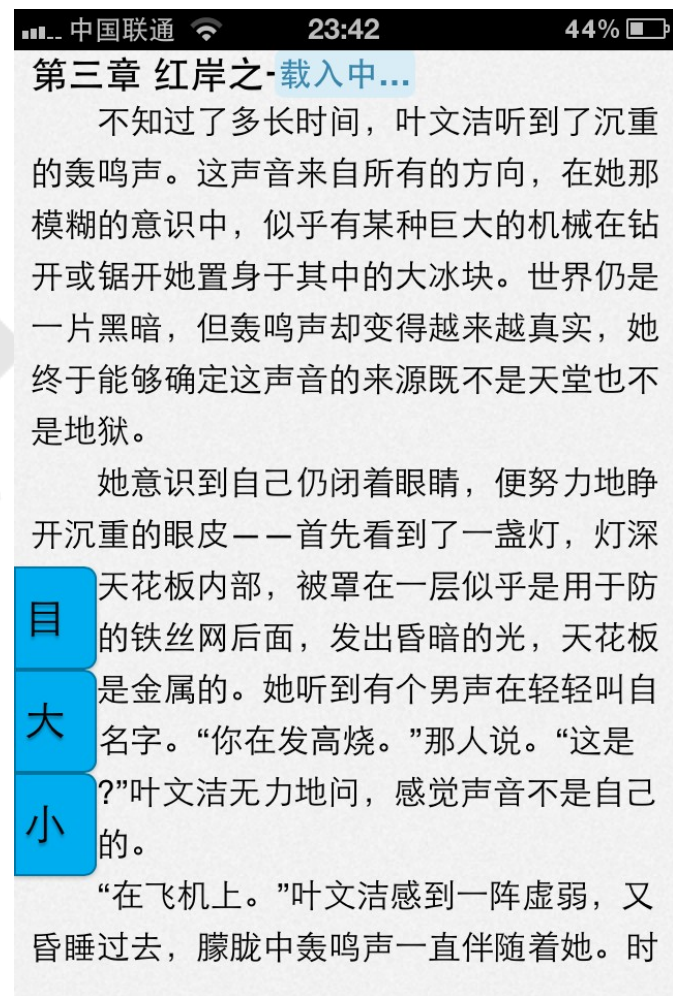 中国联通 23:42 44%
第三章 红岸之- 载入中...
不知过了多长时间，叶文洁听到了沉重
的轰鸣声。这声音来自所有的方向，在她那
模糊的意识中，似乎有某种巨大的机械在钻
开或锯开她置身于其中的大冰块。世界仍是
一片黑暗，但轰鸣声却变得越来越真实，她
终于能够确定这声音的来源既不是天堂也不
是地狱。
她意识到自己仍闭着眼睛，便努力地睁
开沉重的眼皮——首先看到了一盏灯，灯深
天花板内部，被罩在一层似乎是用于防
目
的铁丝网后面，发出昏暗的光，天花板
是金属的。她听到有个男声在轻轻叫自
大
名字。“你在发高烧。”那人说。“这是
?”叶文洁无力地问，感觉声音不是自己
小
的。
“在飞机上。”叶文洁感到一阵虚弱，又
昏睡过去，朦胧中轰鸣声一直伴随着她。时